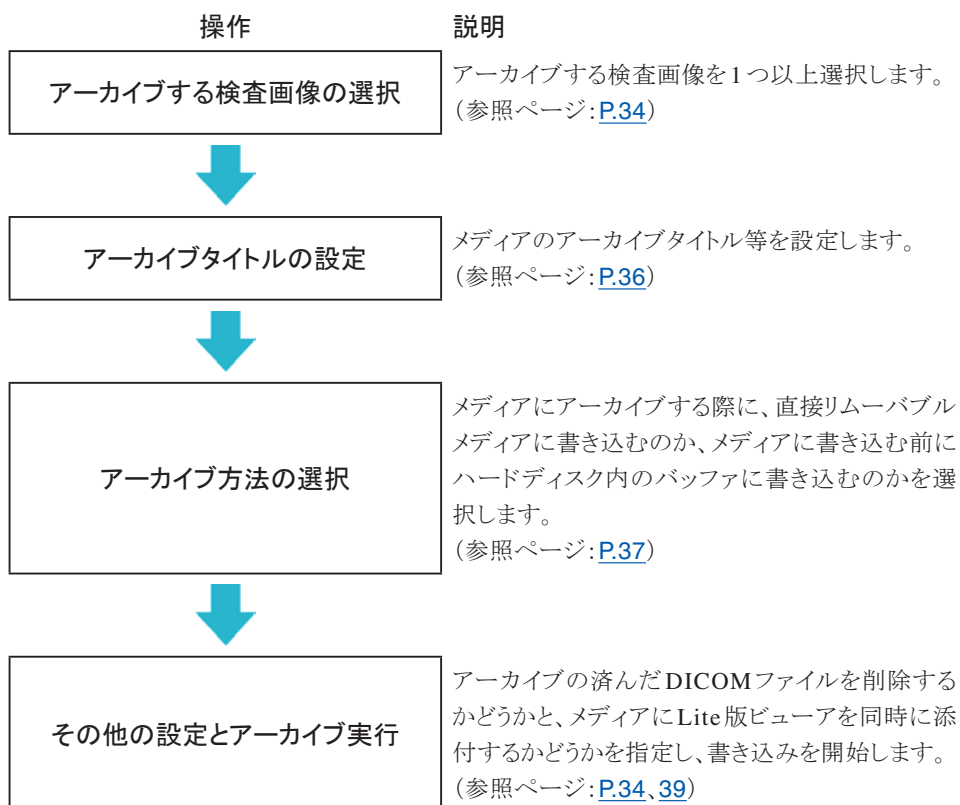 操作
説明
アーカイブする検査画像の選択
アーカイブする検査画像を1つ以上選択します。
（参照ページ：P.34）
アーカイブタイトルの設定
メディアのアーカイブタイトル等を設定します。
（参照ページ：P.36）
アーカイブ方法の選択
メディアにアーカイブする際に、直接リムーバブル
メディアに書き込むのか、メディアに書き込む前に
ハードディスク内のバッファに書き込むのかを選
択します。
（参照ページ：P.37）
その他の設定とアーカイブ実行
アーカイブの済んだDICOMファイルを削除する
かどうかと、メディアにLite版ビューアを同時に添
付するかどうかを指定し、書き込みを開始します。
（参照ページ：P.34、39）